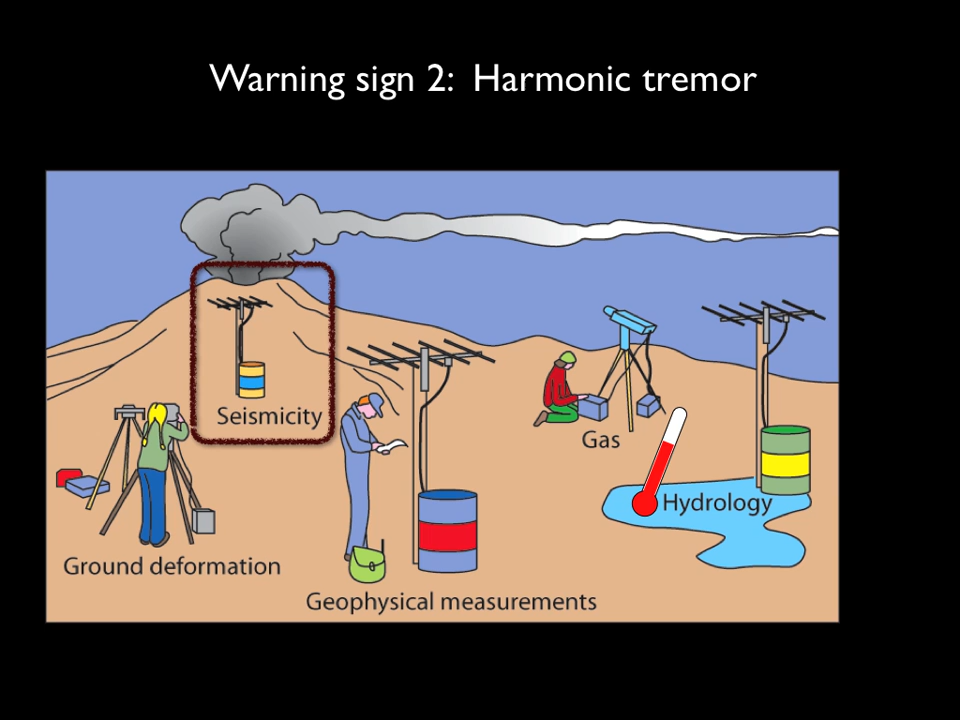 Warning sign 2:  Harmonic tremor
Seismicity
Gas
Hydrology
Ground deformation
Geophysical measurements